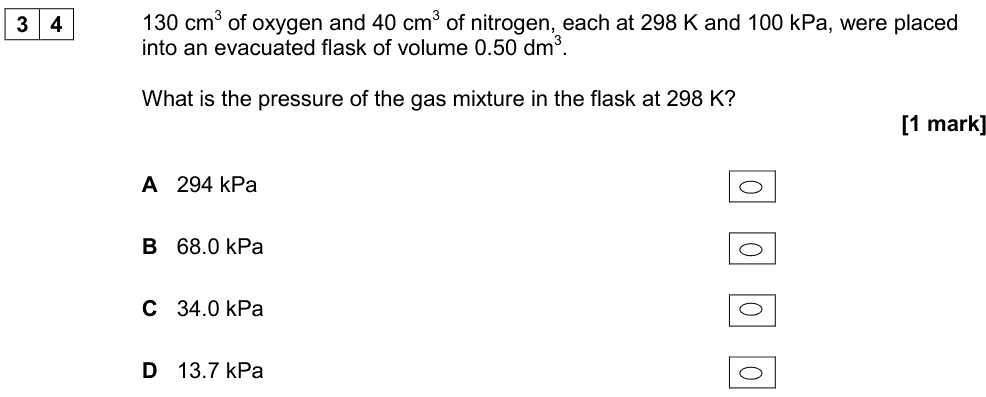 3 4 130 cm³ of oxygen and 40 cm³ of nitrogen, each at 298 K and 100 kPa, were placed
into an evacuated flask of volume 0.50 dm³.
What is the pressure of the gas mixture in the flask at 298 K?
[1 mark]
A 294 kPa
B 68.0 kPa
C 34.0 kPa
D 13.7 kPa